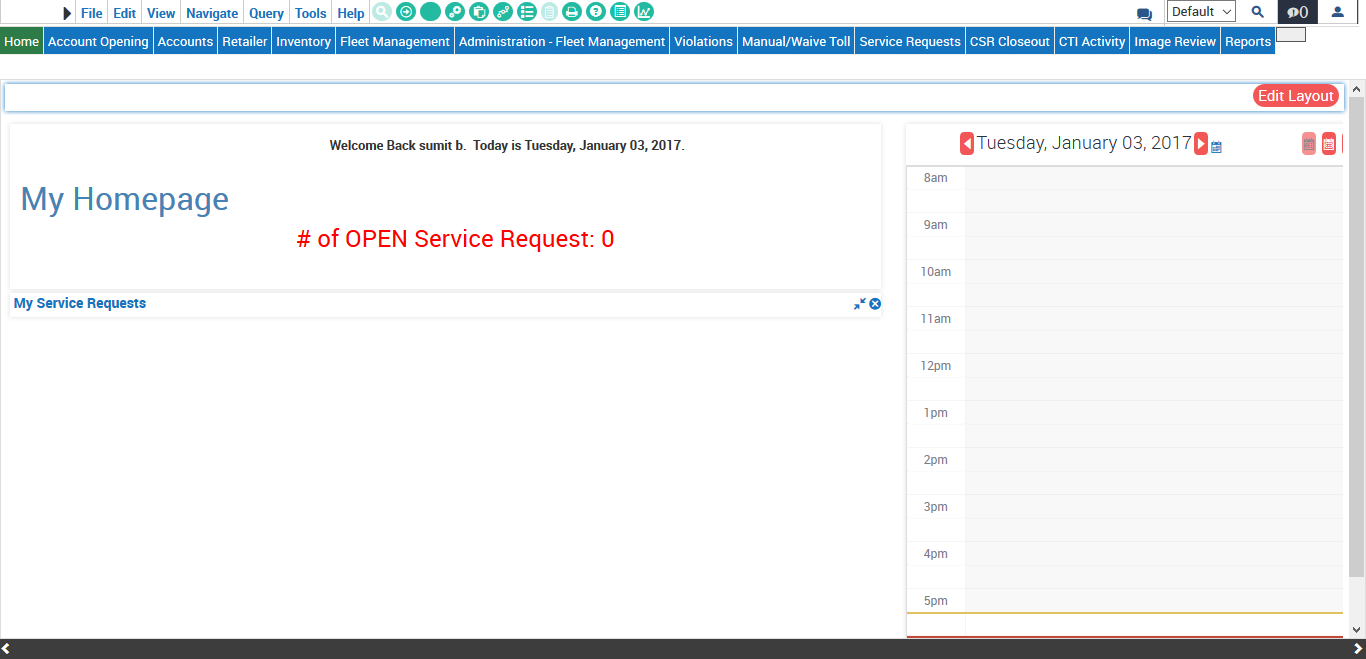 File Edit View Navigate Query Tools Help Default 0
Home Account Opening Accounts Retailer Inventory Fleet Management Administration - Fleet Management Violations Manual/Waive Toll Service Requests CSR Closeout CTI Activity Image Review Reports
Edit Layout
Welcome Back sumit b. Today is Tuesday, January 03, 2017.
My Homepage
# of OPEN Service Request: 0
My Service Requests
Tuesday, January 03, 2017
8am
9am
10am
11am
12pm
1pm
2pm
3pm
4pm
5pm